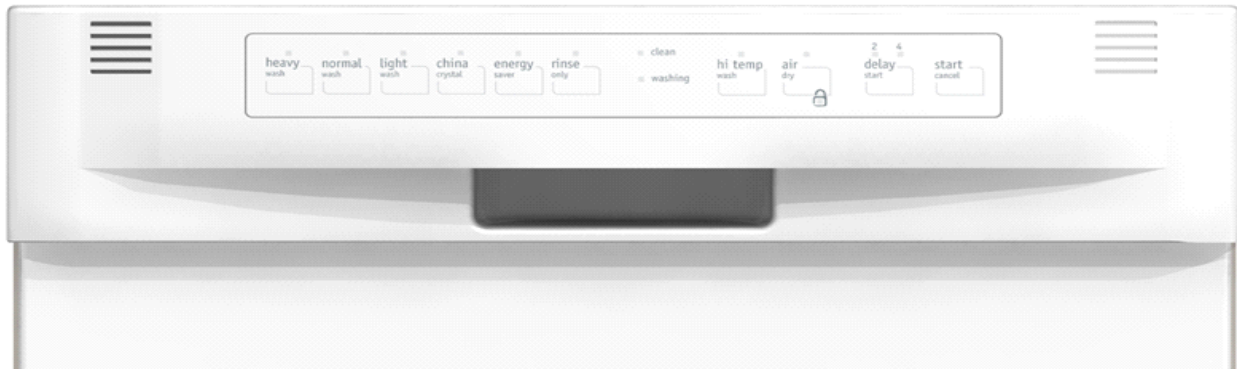 heavy wash
normal wash
light wash
china crystal
energy saver
rinse only
clean
washing
hi temp wash
air dry
2 4
delay start
start cancel